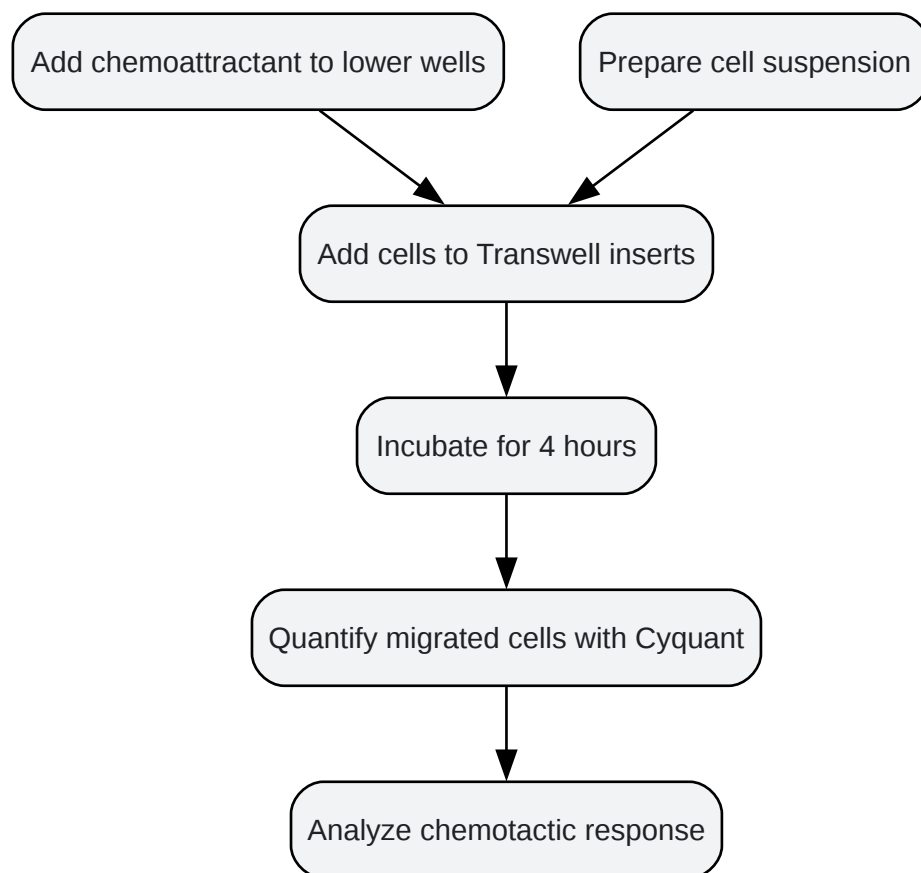 Add chemoattractant to lower wells
Prepare cell suspension
Add cells to Transwell inserts
Incubate for 4 hours
Quantify migrated cells with Cyquant
Analyze chemotactic response